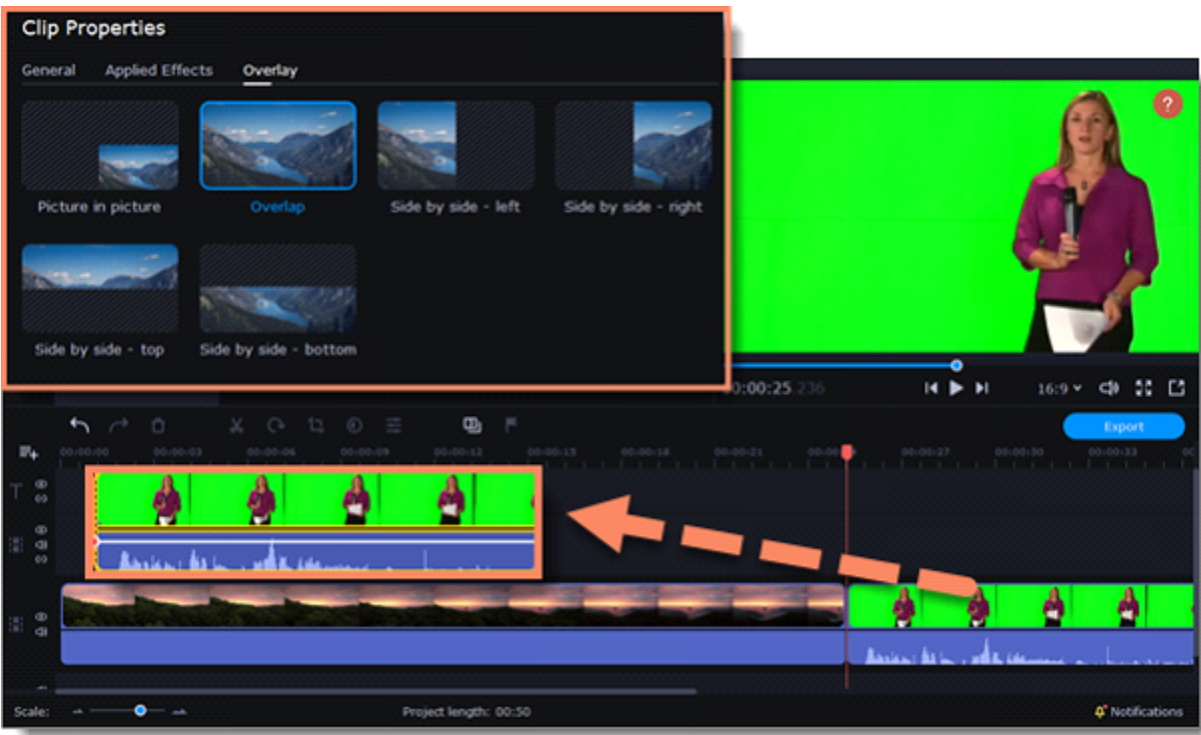 Clip Properties
General Applied Effects Overlay
?
Picture in picture Overlap Side by side - left Side by side - right
Side by side - top Side by side - bottom
00:00:25.236 16:9
Export
00:00:00 00:00:03 00:00:06 00:00:09 00:00:12 00:00:15 00:00:18 00:00:21 00:00:27 00:00:30 00:00:33
T
Scale: Project length: 00:50 Notifications